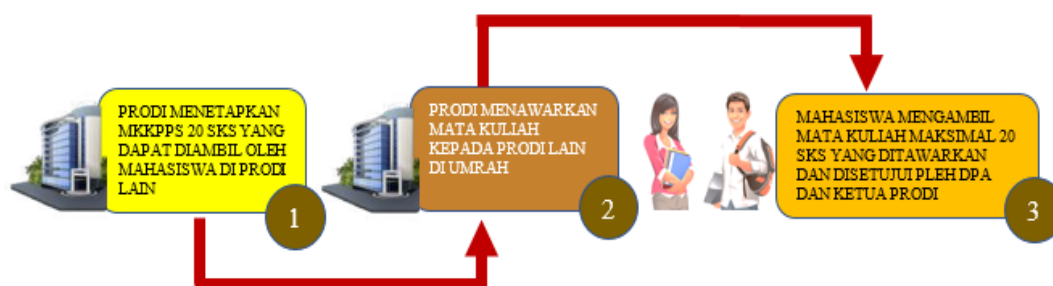 PRODI MENETAPKAN
MKKPPS 20 SKS YANG
DAPAT DIAMBIL OLEH
MAHASISWA DI PRODI
LAIN
1
PRODI MENAWARKAN
MATA KULIAH
KEPADA PRODI LAIN
DI UMRAH
2
MAHASISWA MENGAMBIL
MATA KULIAH MAKSIMAL 20
SKS YANG DITAWARKAN
DAN DISETUJUI PLEH DPA
DAN KETUA PRODI
3